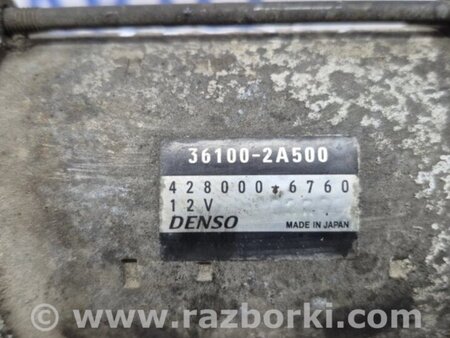 36100-2A500
428000-6760
12V
DENSO MADE IN JAPAN
www.razborki.com